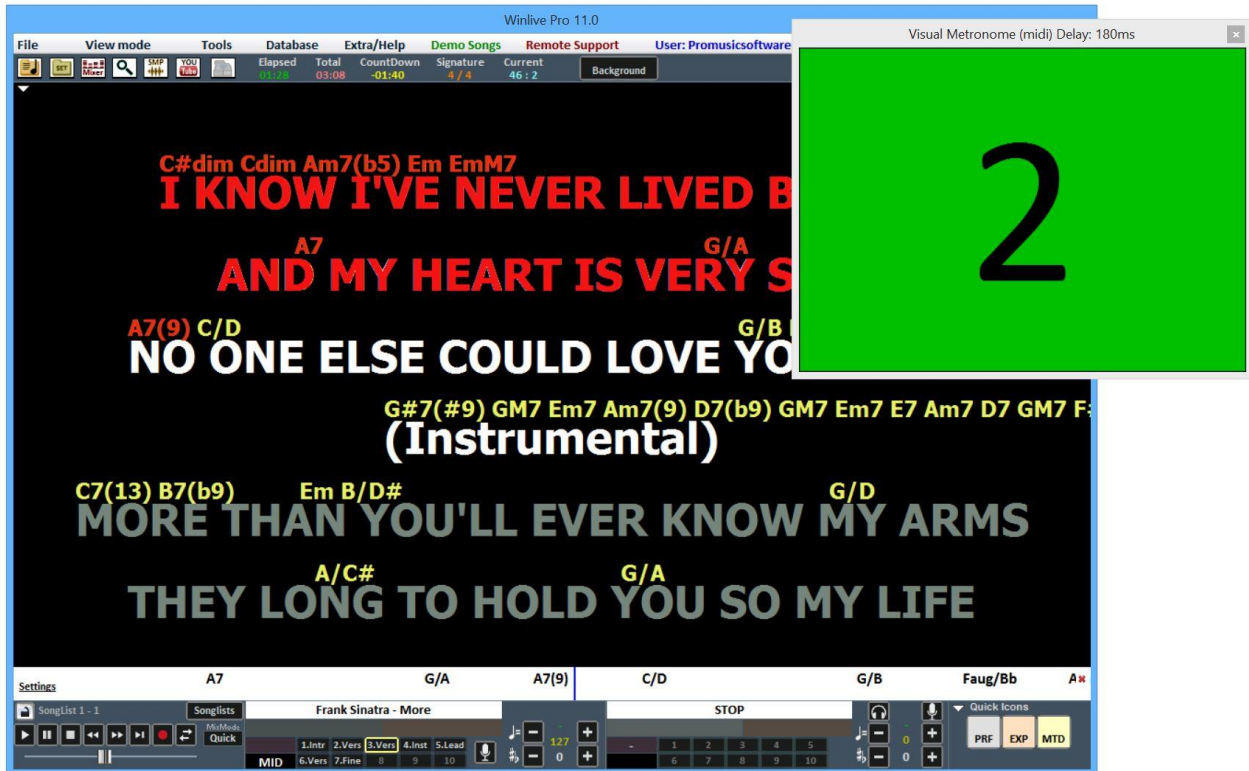 Winlive Pro 11.0
Visual Metronome (midi) Delay: 180ms
File View mode Tools Database Extra/Help Demo Songs Remote Support User: Promusicsoftware
SET Mixer SMP YOU Tube Elapsed Total CountDown Signature Current Background
01:28 03:08 -01:40 4 / 4 46 : 2
2
C#dim Cdim Am7(b5) Em EmM7
I KNOW I'VE NEVER LIVED B
A7 G/A
AND MY HEART IS VERY S
A7(9) C/D G/B
NO ONE ELSE COULD LOVE YO
G#7(#9) GM7 Em7 Am7(9) D7(b9) GM7 Em7 E7 Am7 D7 GM7 F#
(Instrumental)
C7(13) B7(b9) Em B/D# G/D
MORE THAN YOU'LL EVER KNOW MY ARMS
A/C# G/A
THEY LONG TO HOLD YOU SO MY LIFE
Settings A7 G/A A7(9) C/D G/B Faug/Bb A
SongList 1 - 1 Songlists Frank Sinatra - More STOP Quick Icons
MixMode
Quick
1.Intr 2.Vers 3.Vers 4.Inst 5.Lead 127 - 1 2 3 4 5 0 PRF EXP MTD
MID 6.Vers 7.Fine 8 9 10 0 6 7 8 9 10 0